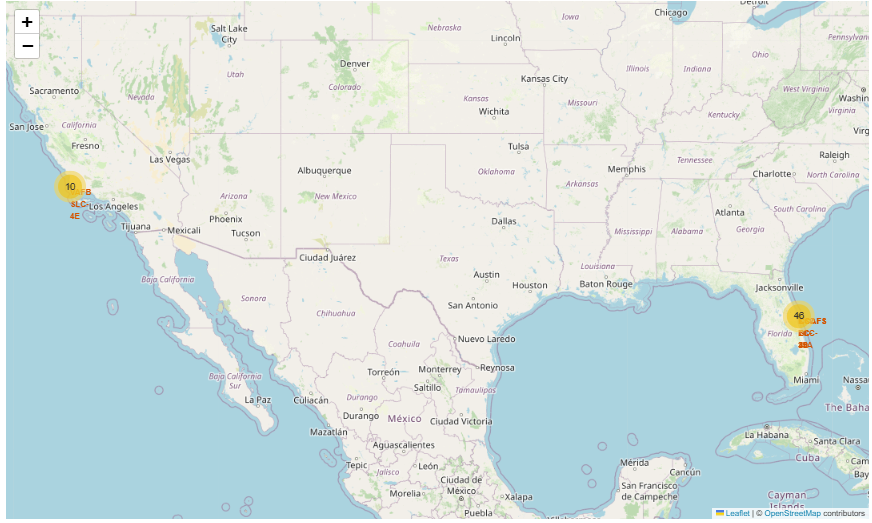 +
−
Chicago
Detroit
Salt Lake
City
Nebraska
Iowa
Lincoln
Pennsylvania
Ohio
Denver
Utah
Illinois
Indiana
Kansas City
Sacramento
Nevada
Colorado
West Virginia
Kansas
Missouri
Wichita
Virginia
Kentucky
San Jose
California
Fresno
Tulsa
Raleigh
Las Vegas
Tennessee
Albuquerque
Oklahoma
Memphis
Charlotte
North Carolina
10
Arkansas
4E
Los Angeles
Arizona
New Mexico
South Carolina
Phoenix
Atlanta
Dallas
Tijuana
Mexicali
Tucson
Mississippi
Alabama
Georgia
Ciudad Juárez
Texas
Louisiana
Austin
Baja California
Houston
Baton Rouge
Jacksonville
Sonora
San Antonio
Chihuahua
46
Florida
Nuevo Laredo
Coahuila
Reynosa
Monterrey
Torreón
Baja California
Sur
Saltillo
Tamaulipas
Miami
Nassau
La Paz
Culiacán
Durango
The Baha
Durango
México
Ciudad Victoria
Mazatlán
La Habana
Santa Clara
Aguascalientes
Cuba
Cam
Tepic
León
Mérida
Cancún
Bay
Jalisco
Ciudad de
México
San Francisco
de Campeche
Morelia
Xalapa
Cayman
Islands
Puebla
Leaflet | © OpenStreetMap contributors